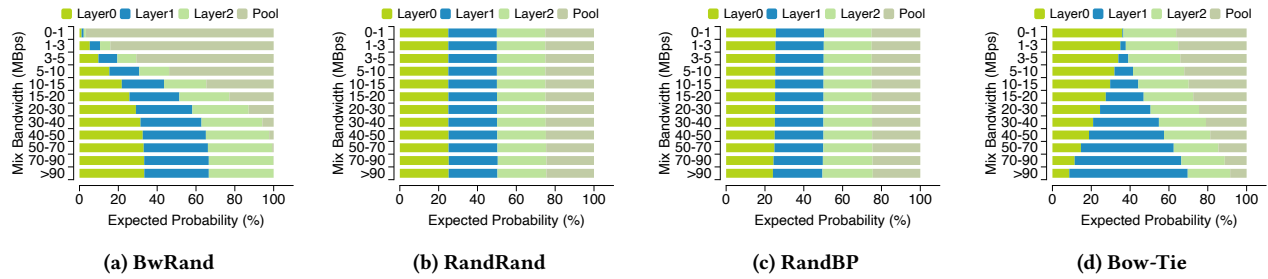 Layer0 Layer1 Layer2 Pool
Mix Bandwidth (MBps)
0-1
1-3
3-5
5-10
10-15
15-20
20-30
30-40
40-50
50-70
70-90
>90
0 20 40 60 80 100
Expected Probability (%)
(a) BwRand
Layer0 Layer1 Layer2 Pool
Mix Bandwidth (MBps)
0-1
1-3
3-5
5-10
10-15
15-20
20-30
30-40
40-50
50-70
70-90
>90
0 20 40 60 80 100
Expected Probability (%)
(b) RandRand
Layer0 Layer1 Layer2 Pool
Mix Bandwidth (MBps)
0-1
1-3
3-5
5-10
10-15
15-20
20-30
30-40
40-50
50-70
70-90
>90
0 20 40 60 80 100
Expected Probability (%)
(c) RandBP
Layer0 Layer1 Layer2 Pool
Mix Bandwidth (MBps)
0-1
1-3
3-5
5-10
10-15
15-20
20-30
30-40
40-50
50-70
70-90
>90
0 20 40 60 80 100
Expected Probability (%)
(d) Bow-Tie